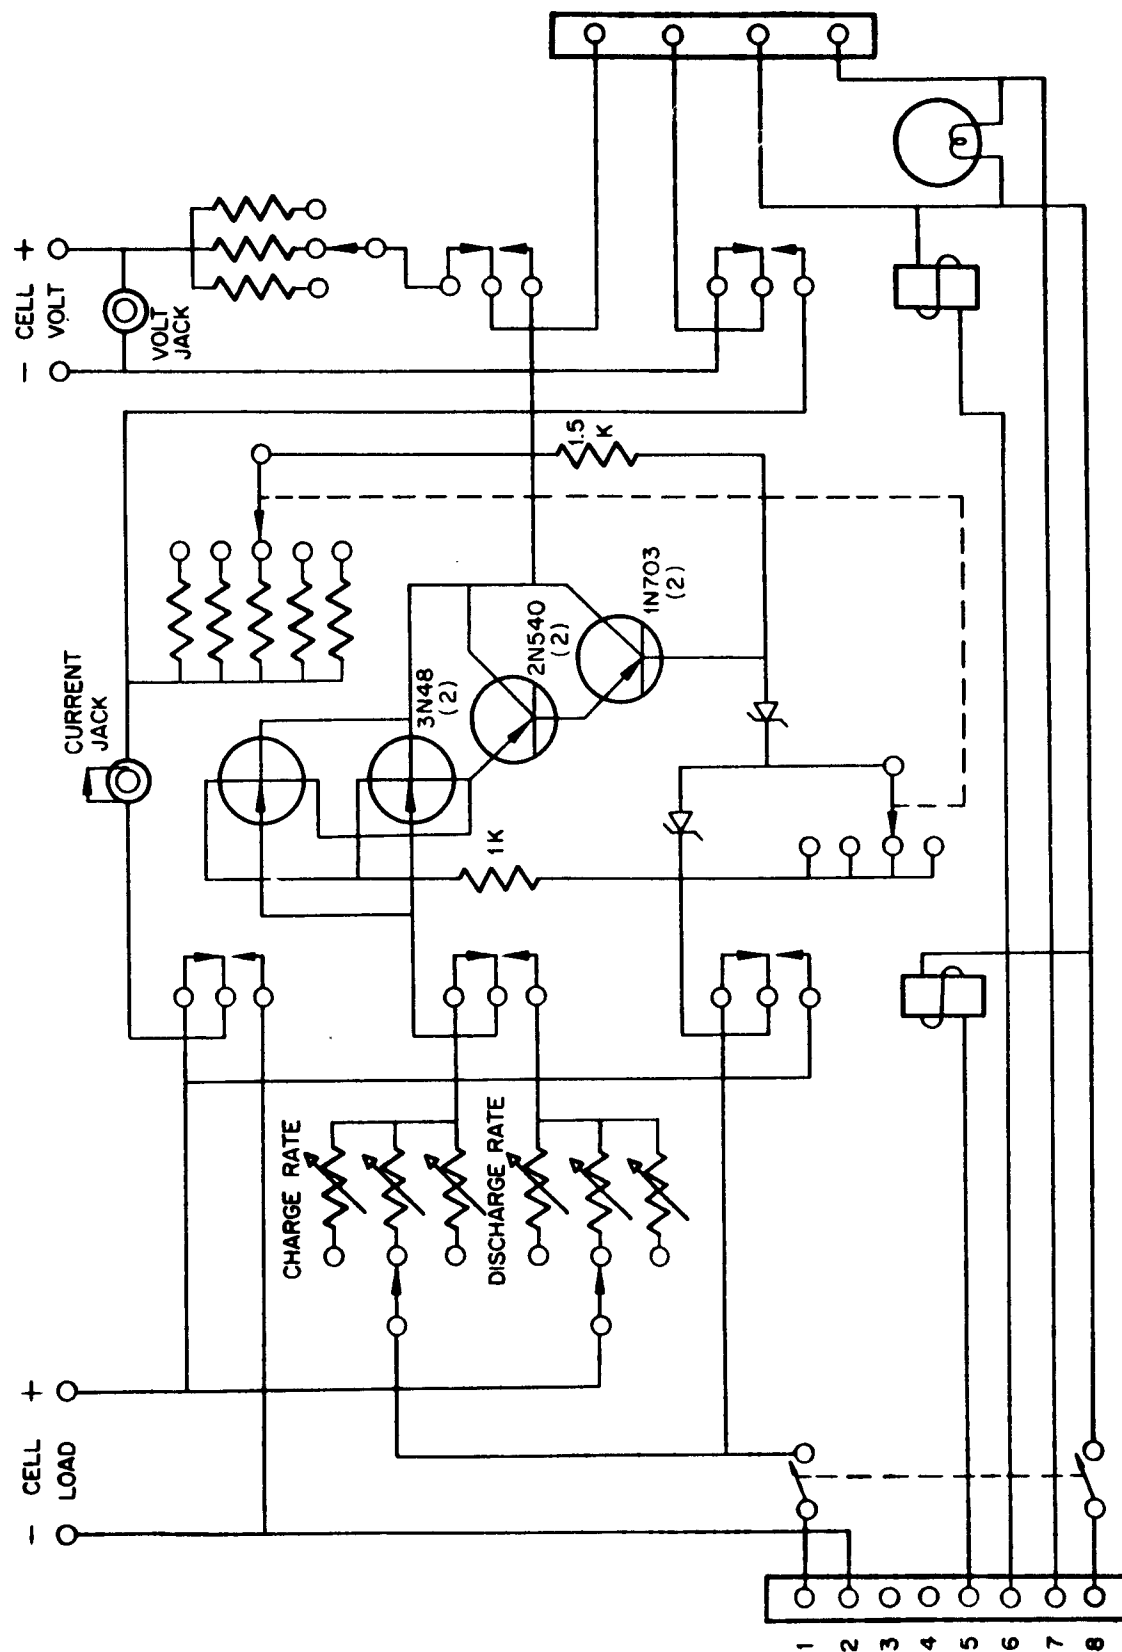 CELL
VOLT
+
-
VOLT
JACK
CURRENT
JACK
1.5
K
3N48
(2)
2N540
(2)
1N703
(2)
1K
CHARGE RATE
DISCHARGE RATE
CELL
LOAD
+
-
1
2
3
4
5
6
7
8